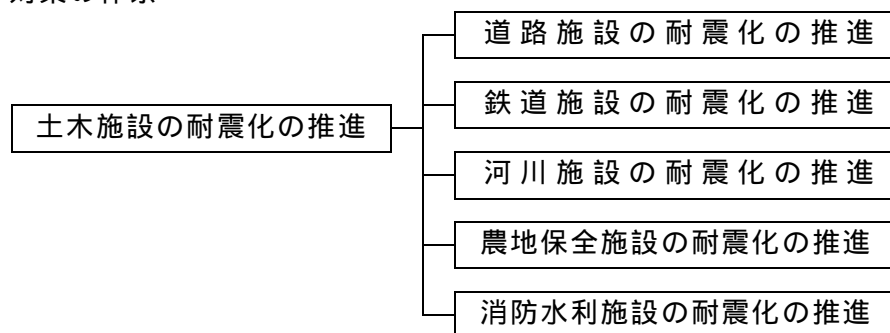 道路施設の耐震化の推進
鉄道施設の耐震化の推進
土木施設の耐震化の推進
河川施設の耐震化の推進
農地保全施設の耐震化の推進
消防水利施設の耐震化の推進